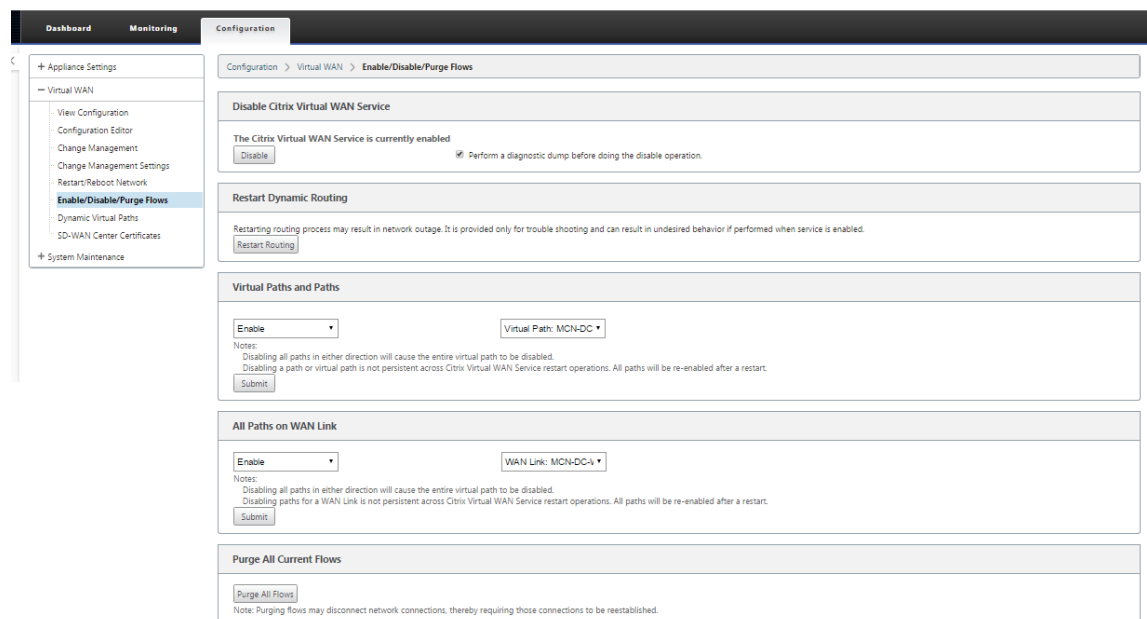 Dashboard Monitoring Configuration
+ Appliance Settings
− Virtual WAN
View Configuration
Configuration Editor
Change Management
Change Management Settings
Restart/Reboot Network
Enable/Disable/Purge Flows
Dynamic Virtual Paths
SD-WAN Center Certificates
+ System Maintenance
Configuration > Virtual WAN > Enable/Disable/Purge Flows
Disable Citrix Virtual WAN Service
The Citrix Virtual WAN Service is currently enabled
Disable Perform a diagnostic dump before doing the disable operation.
Restart Dynamic Routing
Restarting routing process may result in network outage. It is provided only for trouble shooting and can result in undesired behavior if performed when service is enabled.
Restart Routing
Virtual Paths and Paths
Enable Virtual Path: MCN-DC
Notes:
Disabling all paths in either direction will cause the entire virtual path to be disabled.
Disabling a path or virtual path is not persistent across Citrix Virtual WAN Service restart operations. All paths will be re-enabled after a restart.
Submit
All Paths on WAN Link
Enable WAN Link: MCN-DC-
Notes:
Disabling all paths in either direction will cause the entire virtual path to be disabled.
Disabling paths for a WAN Link is not persistent across Citrix Virtual WAN Service restart operations. All paths will be re-enabled after a restart.
Submit
Purge All Current Flows
Purge All Flows
Note: Purging flows may disconnect network connections, thereby requiring those connections to be reestablished.